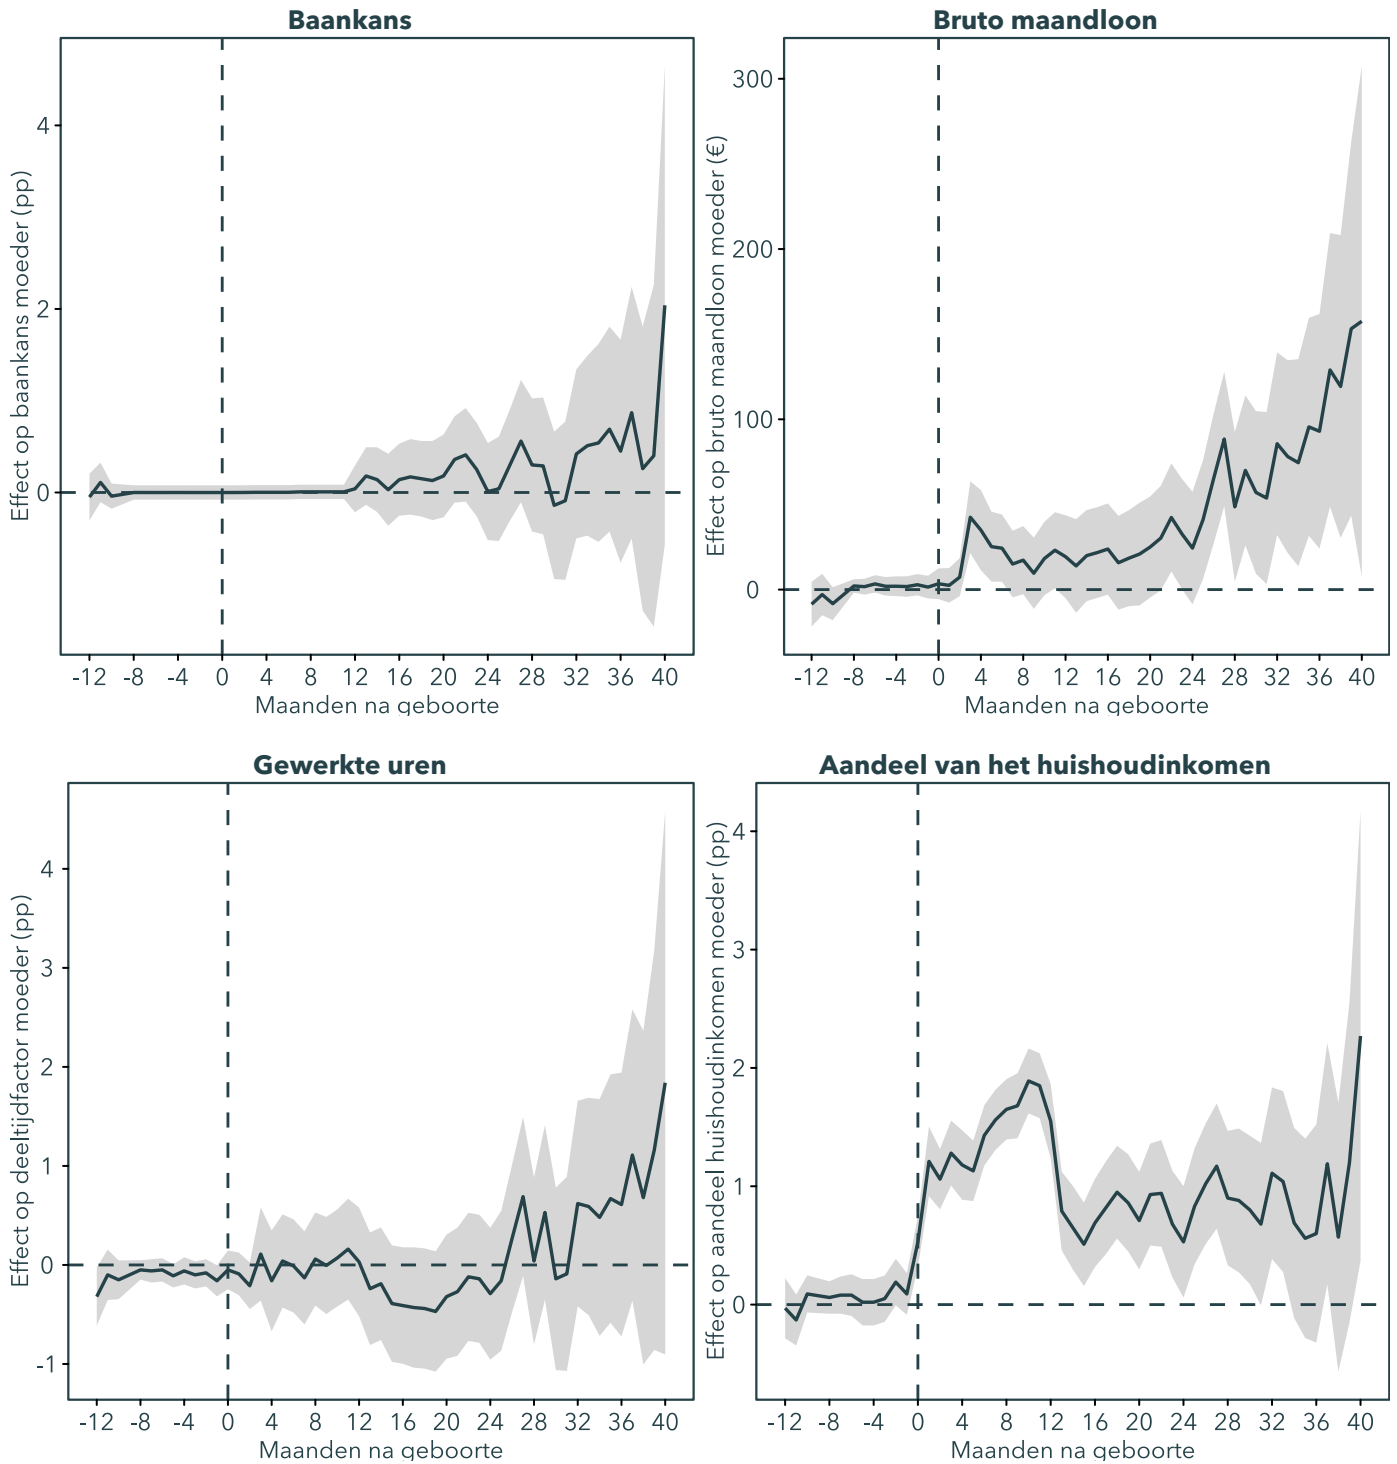 Baankans
Effect op baankans moeder (pp)
4
2
0
-12 -8 -4 0 4 8 12 16 20 24 28 32 36 40
Maanden na geboorte
Bruto maandloon
Effect op bruto maandloon moeder (€)
300
200
100
0
-12 -8 -4 0 4 8 12 16 20 24 28 32 36 40
Maanden na geboorte
Gewerkte uren
Effect op deeltijdfactor moeder (pp)
4
3
2
1
0
-1
-12 -8 -4 0 4 8 12 16 20 24 28 32 36 40
Maanden na geboorte
Aandeel van het huishoudinkomen
Effect op aandeel huishoudinkomen moeder (pp)
4
3
2
1
0
-12 -8 -4 0 4 8 12 16 20 24 28 32 36 40
Maanden na geboorte